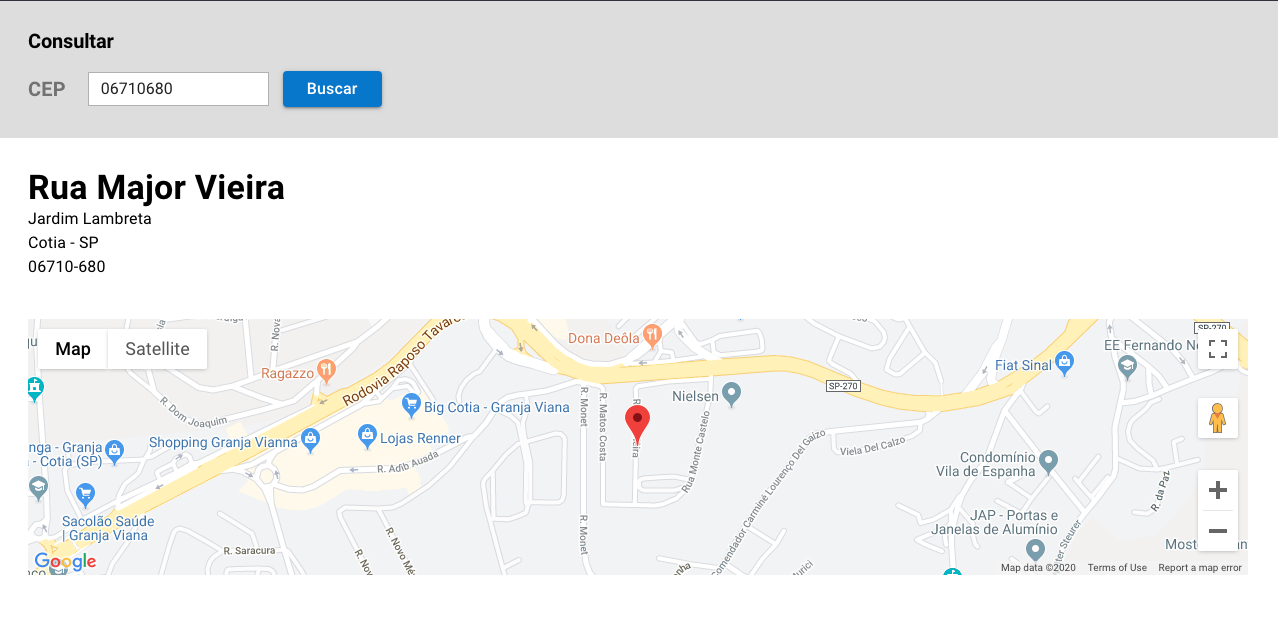 Consultar
CEP
06710680
Buscar
Rua Major Vieira
Jardim Lambreta
Cotia - SP
06710-680
Map
Satellite
Dona Deôla
SP-270
EE Fernando
Ragazzo
Rodovia Raposo Tavares
Fiat Sinal
SP-270
Nielsen
R. Dom Joaquim
Big Cotia - Granja Viana
R. Monet
R. Matos Costa
Shopping Granja Vianna
Lojas Renner
Rua Monte Castelo
Viela Del Calzo
nga - Granja
- Cotia (SP)
R. Adib Auada
Comendador Carminé Lourenço Del Gaizo
Condomínio
Vila de Espanha
R. da Paz
Sacolão Saúde
| Granja Viana
JAP - Portas e
Janelas de Alumínio
R. Monet
R. Saracura
R. Novo
Google
Map data ©2020
Terms of Use
Report a map error